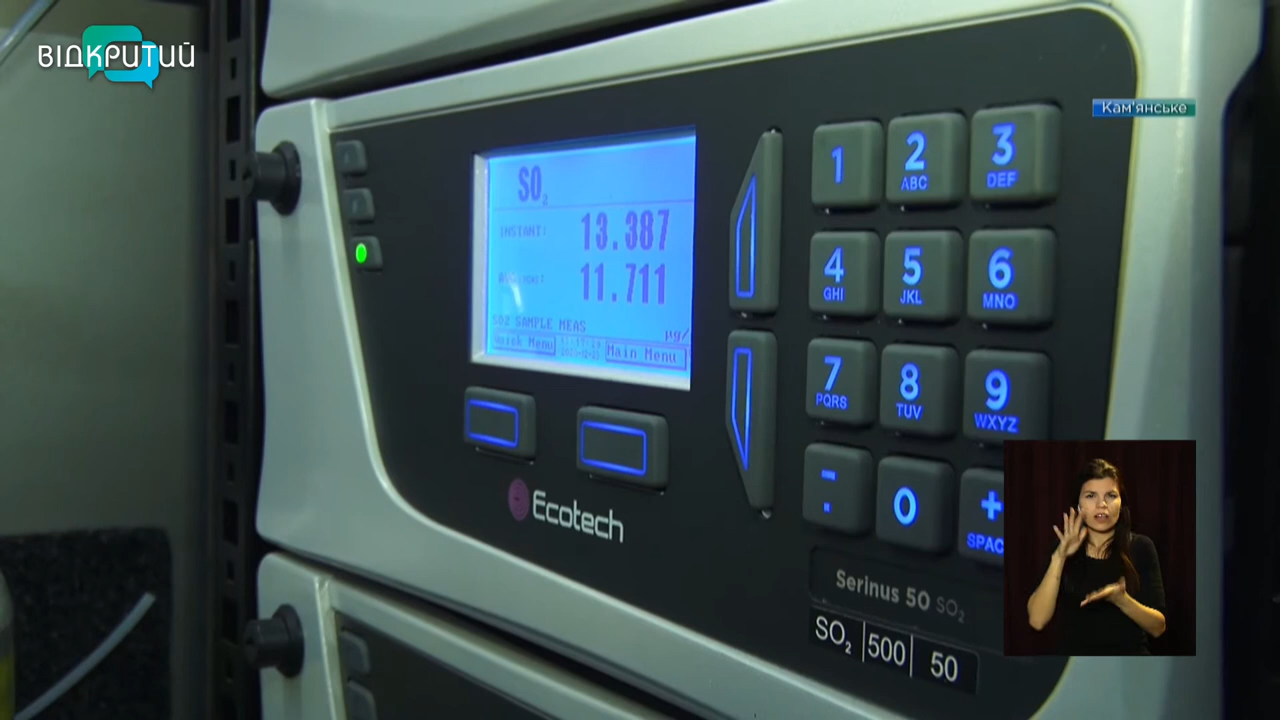 ВІДКРИТИЙ
Кам'янське
SO₂
INSTANT: 13.387
11.711
SO2 SAMPLE MEAS
µg/
Quick Menu
Main Menu
1
2 ABC
3 DEF
4 GHI
5 JKL
6 MNO
7 PQRS
8 TUV
9 WXYZ
0
+
SPAC
Ecotech
Serinus 50 SO₂
SO₂ 500 50